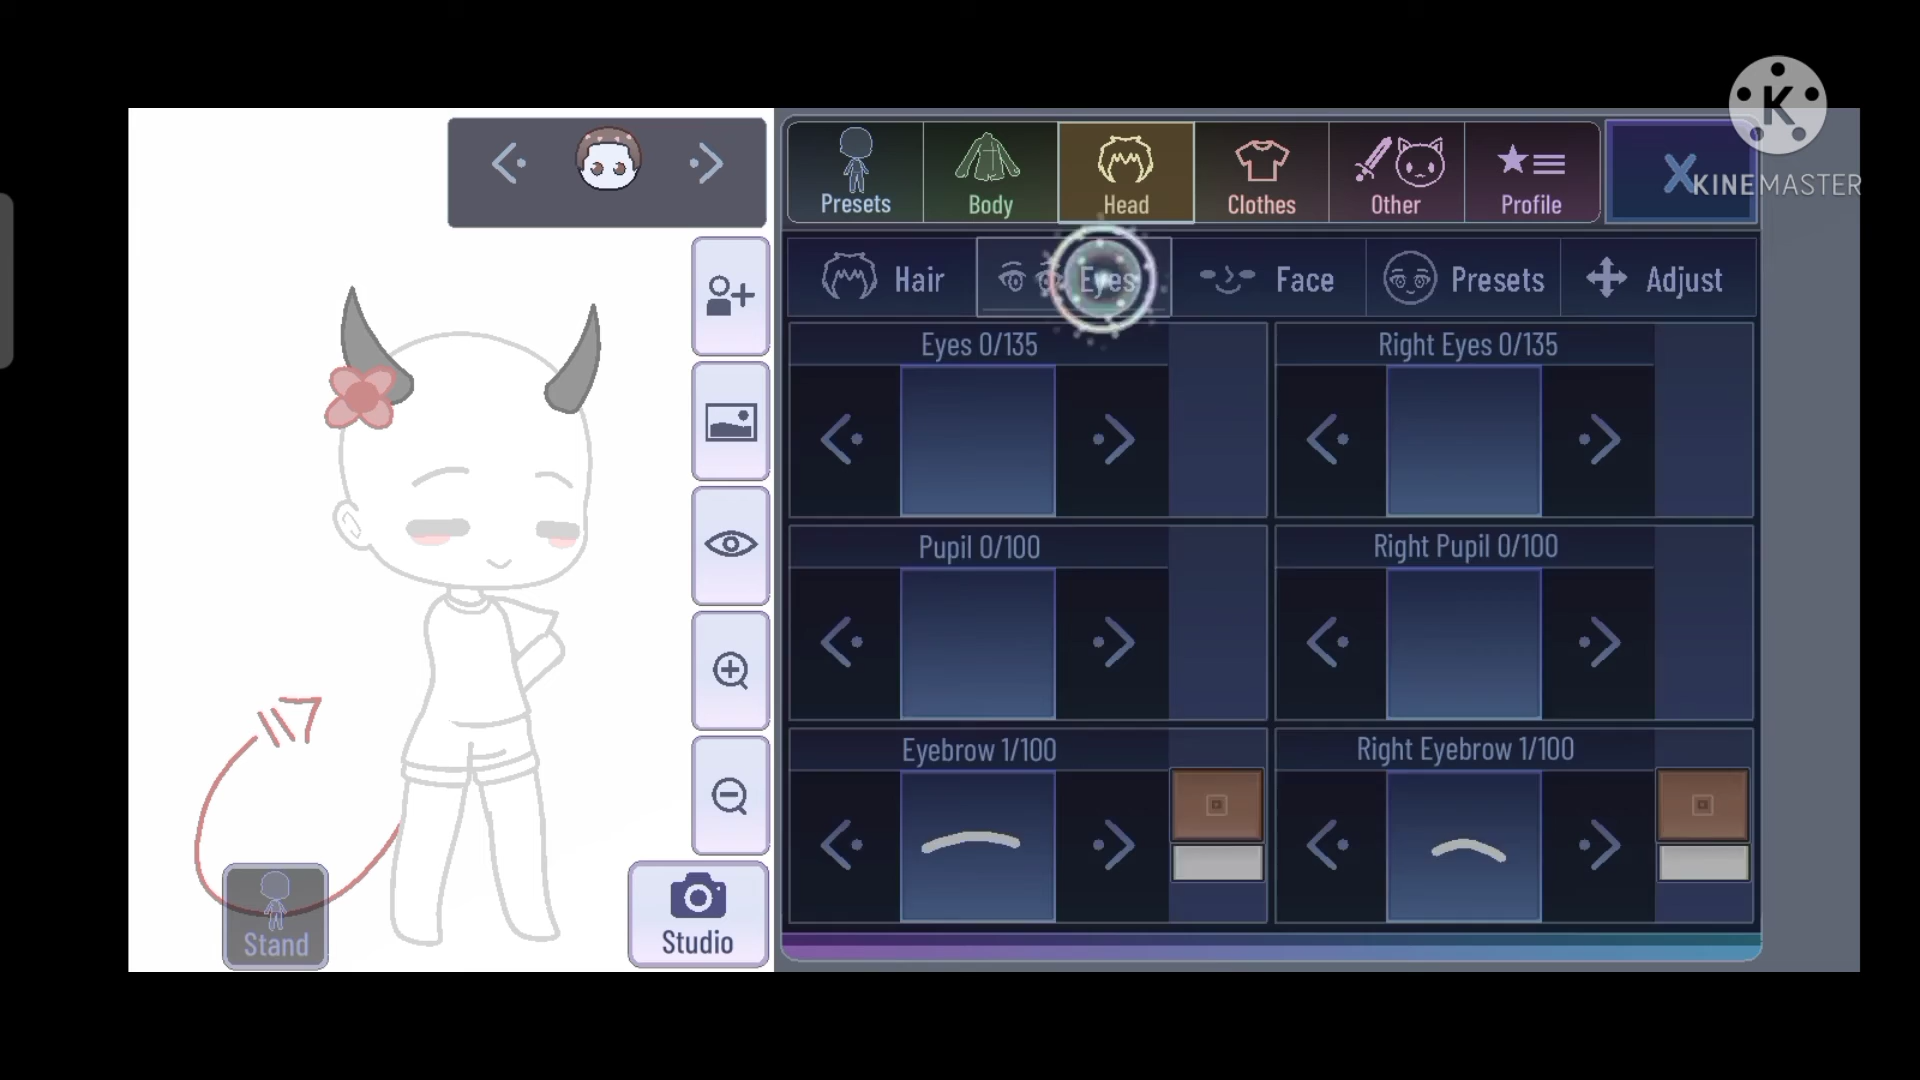 Presets
Body
Head
Clothes
Other
Profile
X
K
KINEMASTER
Hair
Eyes
Face
Presets
Adjust
Eyes 0/135
Right Eyes 0/135
Pupil 0/100
Right Pupil 0/100
Eyebrow 1/100
Right Eyebrow 1/100
Stand
Studio